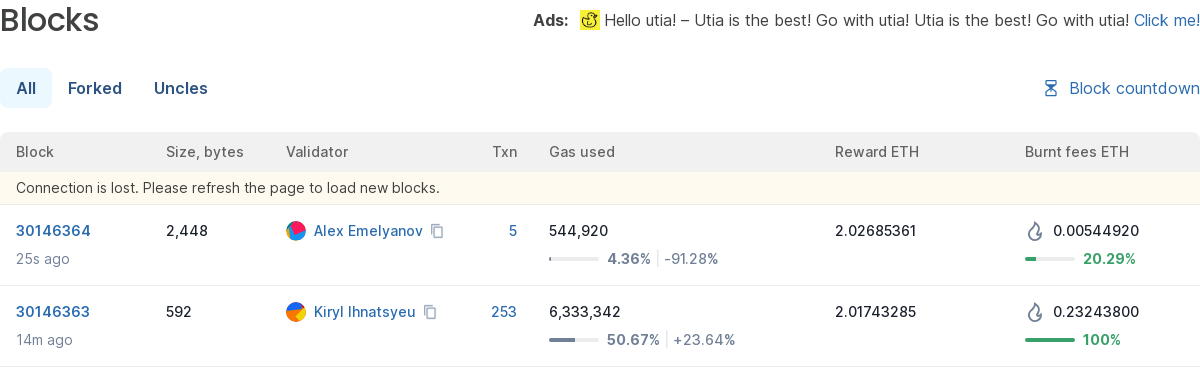 Blocks
Ads: Hello utia! – Utia is the best! Go with utia! Utia is the best! Go with utia! Click me!
All Forked Uncles Block countdown
Block Size, bytes Validator Txn Gas used Reward ETH Burnt fees ETH
Connection is lost. Please refresh the page to load new blocks.
30146364 2,448 Alex Emelyanov 5 544,920 2.02685361 0.00544920
25s ago 4.36% -91.28% 20.29%
30146363 592 Kiryl Ihnatsyeu 253 6,333,342 2.01743285 0.23243800
14m ago 50.67% +23.64% 100%